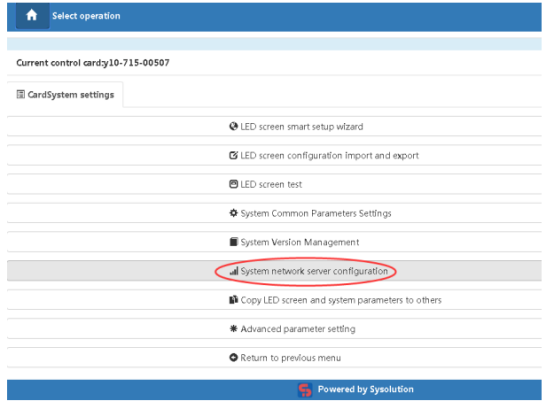 Select operation
Current control card:y10-715-00507
CardSystem settings
LED screen smart setup wizard
LED screen configuration import and export
LED screen test
System Common Parameters Settings
System Version Management
System network server configuration
Copy LED screen and system parameters to others
Advanced parameter setting
Return to previous menu
Powered by Sysolution